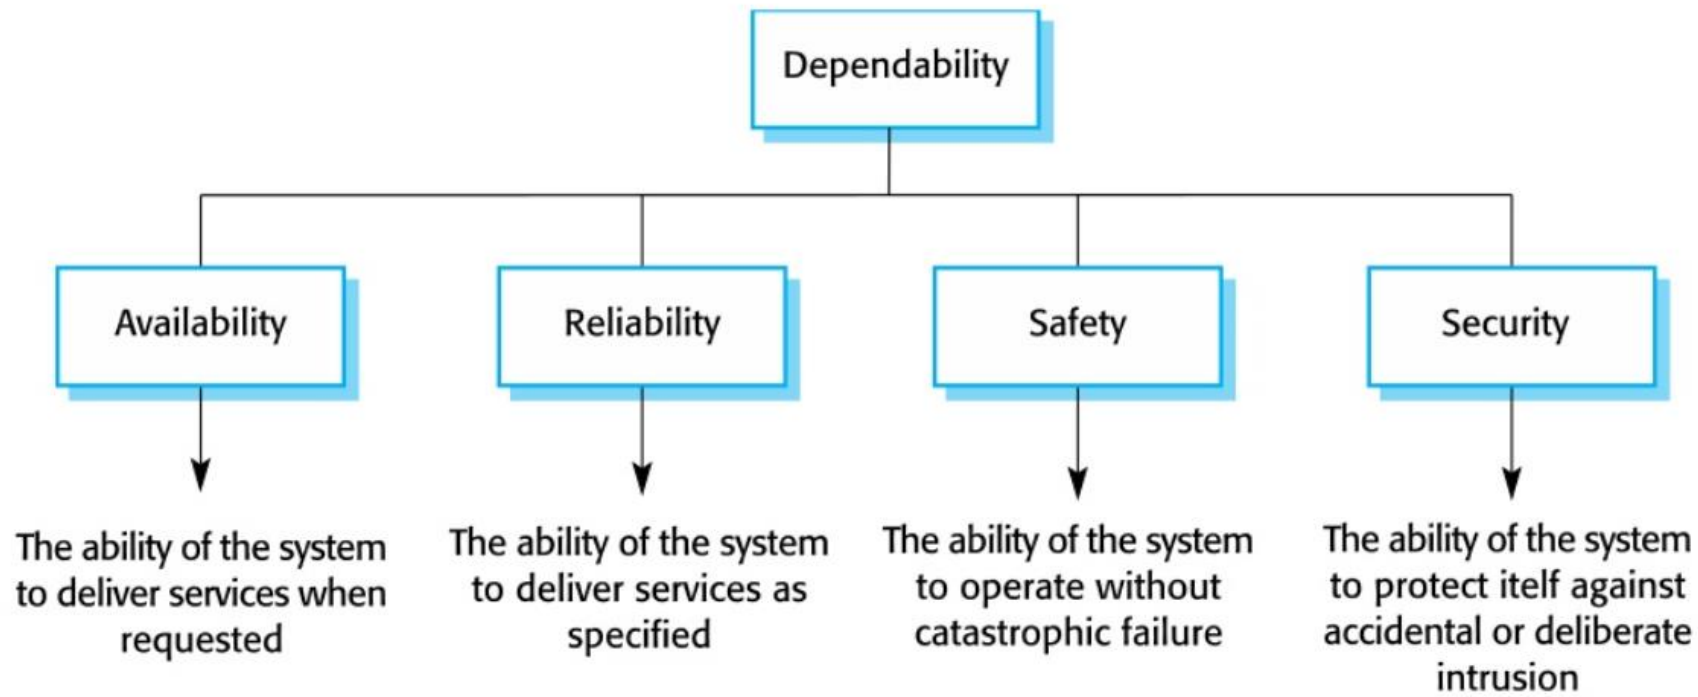 Dependability
Availability
Reliability
Safety
Security
The ability of the system
to deliver services when
requested
The ability of the system
to deliver services as
specified
The ability of the system
to operate without
catastrophic failure
The ability of the system
to protect itelf against
accidental or deliberate
intrusion